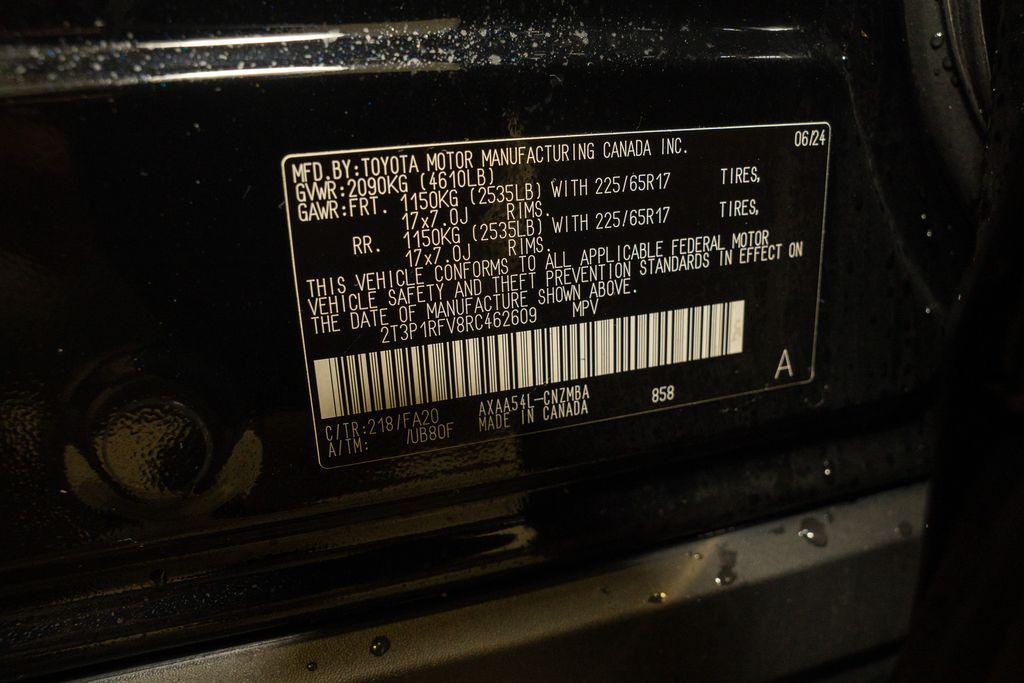 06/24
MFD.BY:TOYOTA MOTOR MANUFACTURING CANADA INC.
GVWR:2090KG (4610LB)
GAWR:FRT. 1150KG (2535LB) WITH 225/65R17 TIRES,
17x7.0J RIMS.
RR. 1150KG (2535LB) WITH 225/65R17 TIRES,
17x7.0J RIMS.
THIS VEHICLE CONFORMS TO ALL APPLICABLE FEDERAL MOTOR
VEHICLE SAFETY AND THEFT PREVENTION STANDARDS IN EFFECT ON
THE DATE OF MANUFACTURE SHOWN ABOVE.
2T3P1RFV8RC462609 MPV
A
C/TR:218/FA20 AXAA54L-CNZMBA 858
A/TM: /UB80F MADE IN CANADA